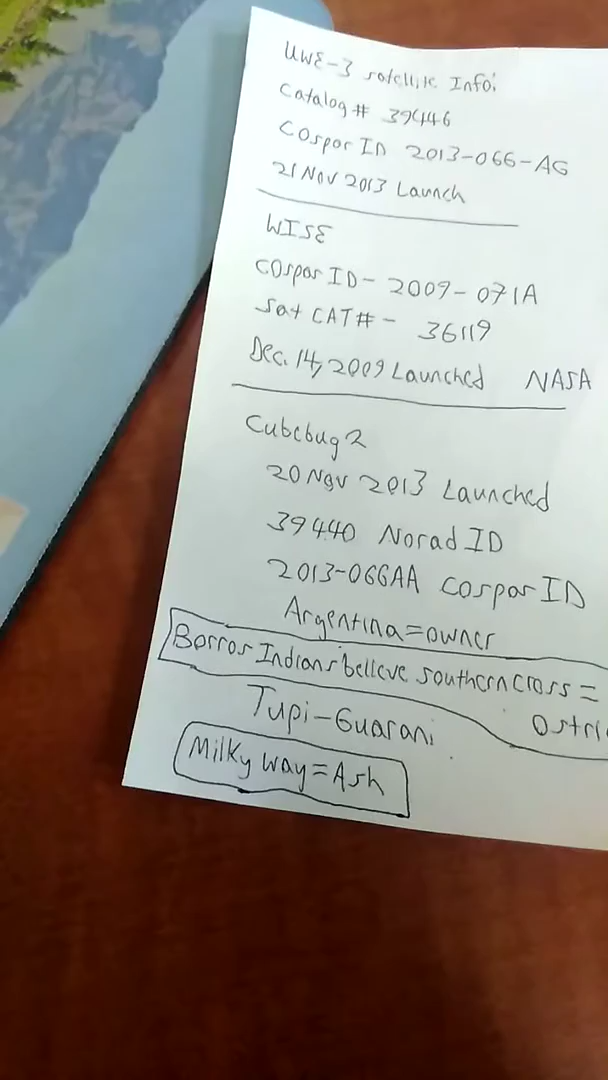 UWE-3 satellite Info:
Catalog# 39446
Cospar ID 2013-066-AG
21 Nov 2013 Launch
WISE
Cospar ID- 2009-071A
Sat CAT#- 36119
Dec. 14, 2009 Launched NASA
Cubebug 2
20 Nov 2013 Launched
39440 Norad ID
2013-066AA Cospar ID
Argentina=owner
Borros Indians believe southern cross =
Ostri
Tupi-Guarani
Milky way=Ash